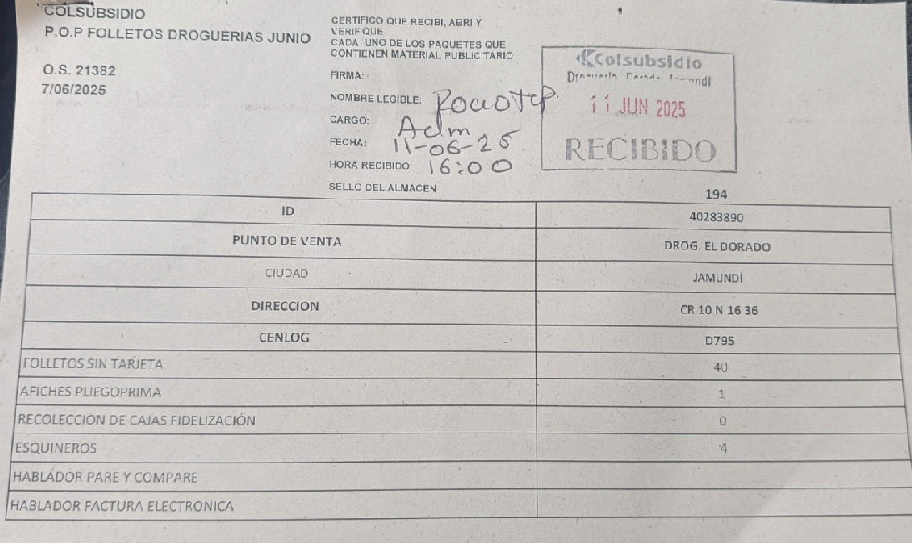 COLSUBSIDIO
P.O.P FOLLETOS DROGUERIAS JUNIO
O.S. 21382
7/06/2025
CERTIFICO QUE RECIBI, ABRI Y
VERIFIQUE
CADA UNO DE LOS PAQUETES QUE
CONTIENEN MATERIAL PUBLICITARIO
FIRMA:
NOMBRE LEGIBLE:
CARGO: Adm
FECHA: 11-06-25
HORA RECIBIDO 16:00
SELLO DEL ALMACEN
Colsubsidio
11 JUN 2025
RECIBIDO
194
ID 40283890
PUNTO DE VENTA DROG. EL DORADO
CIUDAD JAMUNDÍ
DIRECCION CR 10 N 16 36
CENLOG D795
FOLLETOS SIN TARJETA 40
AFICHES PLIEGOPRIMA 1
RECOLECCIÓN DE CAJAS FIDELIZACIÓN 0
ESQUINEROS 4
HABLADOR PARE Y COMPARE
HABLADOR FACTURA ELECTRONICA